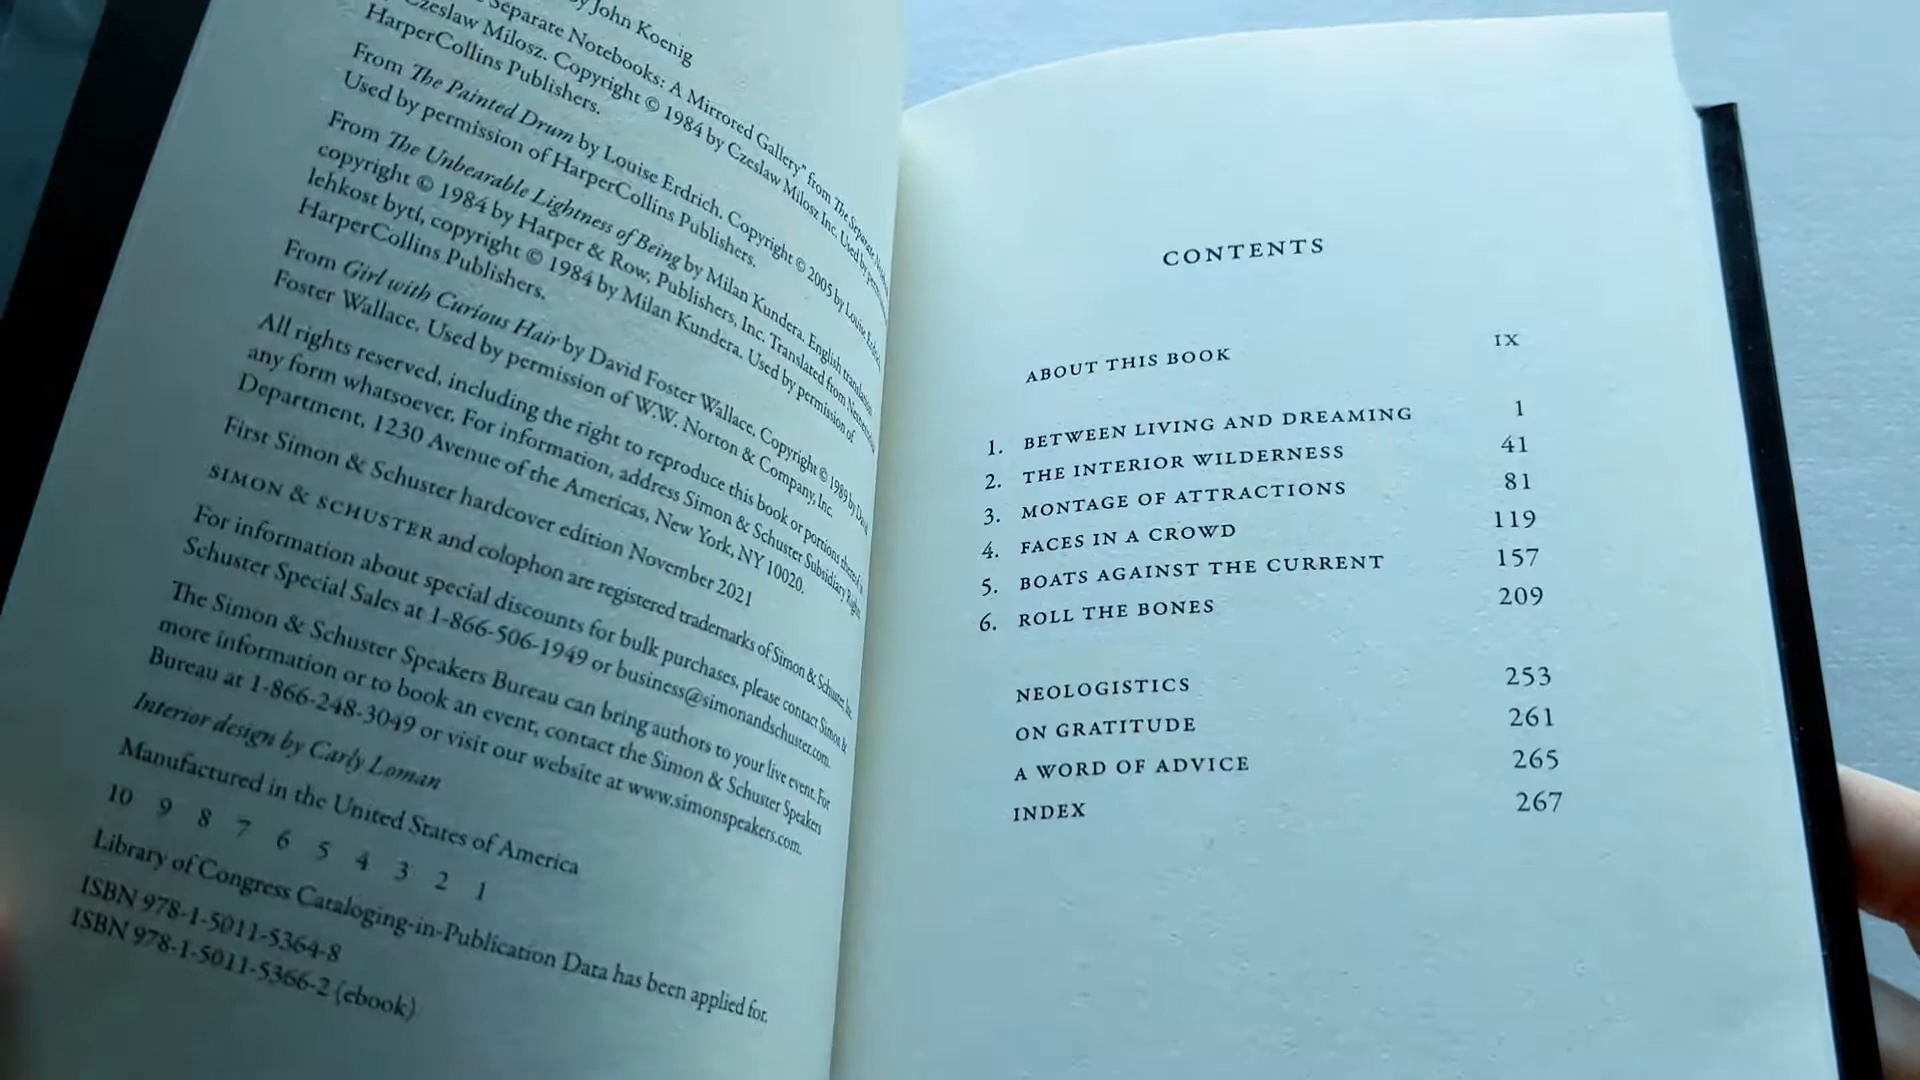 by John Koenig
Separate Notebooks: A Mirrored Gallery" from The Separate
Czeslaw Milosz. Copyright © 1984 by Czeslaw Milosz Inc. Used by
HarperCollins Publishers.
From The Painted Drum by Louise Erdrich. Copyright © 2005 by Louise Erdrich.
Used by permission of HarperCollins Publishers.
From The Unbearable Lightness of Being by Milan Kundera. English translation
copyright © 1984 by Harper & Row, Publishers, Inc. Translated from
lehkost bytí, copyright © 1984 by Milan Kundera. Used by permission of
HarperCollins Publishers.
From Girl with Curious Hair by David Foster Wallace. Copyright © 1989 by David
Foster Wallace. Used by permission of W.W. Norton & Company, Inc.
All rights reserved, including the right to reproduce this book or portions thereof in
any form whatsoever. For information, address Simon & Schuster Subsidiary Rights
Department, 1230 Avenue of the Americas, New York, NY 10020.
First Simon & Schuster hardcover edition November 2021
SIMON & SCHUSTER and colophon are registered trademarks of Simon & Schuster, Inc.
For information about special discounts for bulk purchases, please contact Simon &
Schuster Special Sales at 1-866-506-1949 or business@simonandschuster.com.
The Simon & Schuster Speakers Bureau can bring authors to your live event. For
more information or to book an event, contact the Simon & Schuster Speakers
Bureau at 1-866-248-3049 or visit our website at www.simonspeakers.com.
Interior design by Carly Loman
Manufactured in the United States of America
10 9 8 7 6 5 4 3 2 1
Library of Congress Cataloging-in-Publication Data has been applied for.
ISBN 978-1-5011-5364-8
ISBN 978-1-5011-5366-2 (ebook)
CONTENTS
ABOUT THIS BOOK IX
1. BETWEEN LIVING AND DREAMING 1
2. THE INTERIOR WILDERNESS 41
3. MONTAGE OF ATTRACTIONS 81
4. FACES IN A CROWD 119
5. BOATS AGAINST THE CURRENT 157
6. ROLL THE BONES 209
NEOLOGISTICS 253
ON GRATITUDE 261
A WORD OF ADVICE 265
INDEX 267